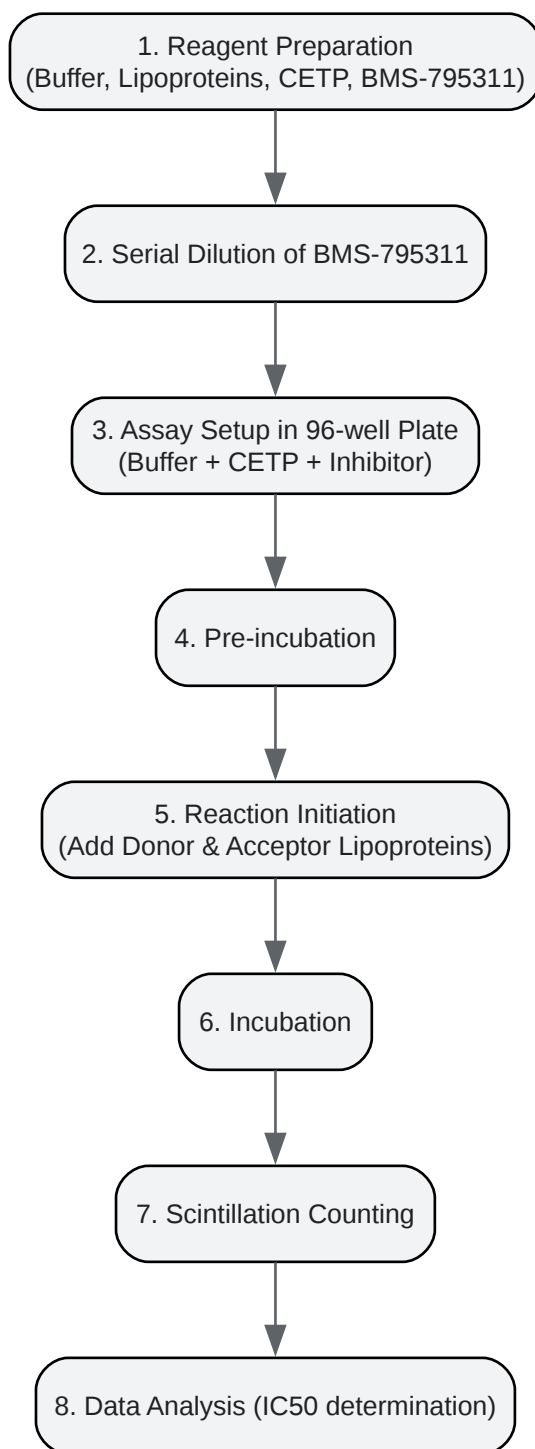 1. Reagent Preparation
(Buffer, Lipoproteins, CETP, BMS-795311)
2. Serial Dilution of BMS-795311
3. Assay Setup in 96-well Plate
(Buffer + CETP + Inhibitor)
4. Pre-incubation
5. Reaction Initiation
(Add Donor & Acceptor Lipoproteins)
6. Incubation
7. Scintillation Counting
8. Data Analysis (IC50 determination)